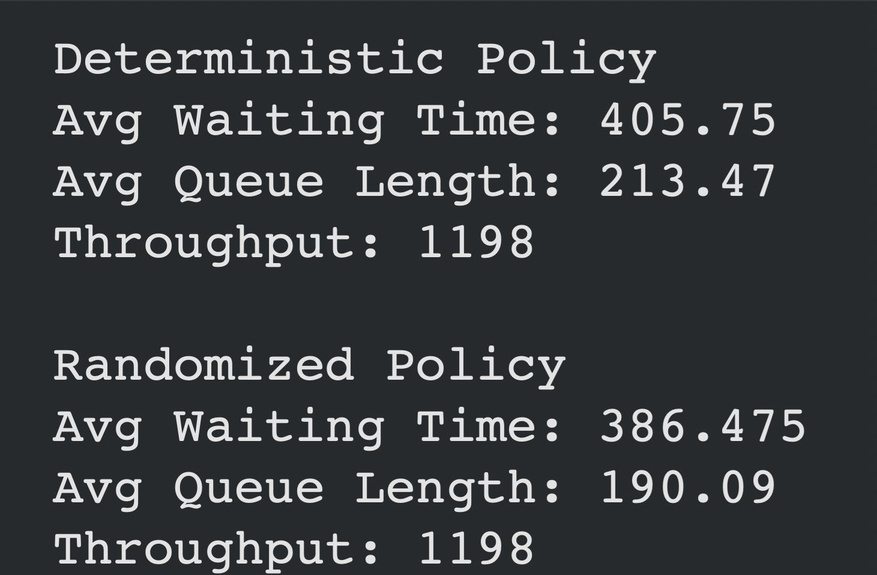 Deterministic Policy
Avg Waiting Time: 405.75
Avg Queue Length: 213.47
Throughput: 1198
Randomized Policy
Avg Waiting Time: 386.475
Avg Queue Length: 190.09
Throughput: 1198